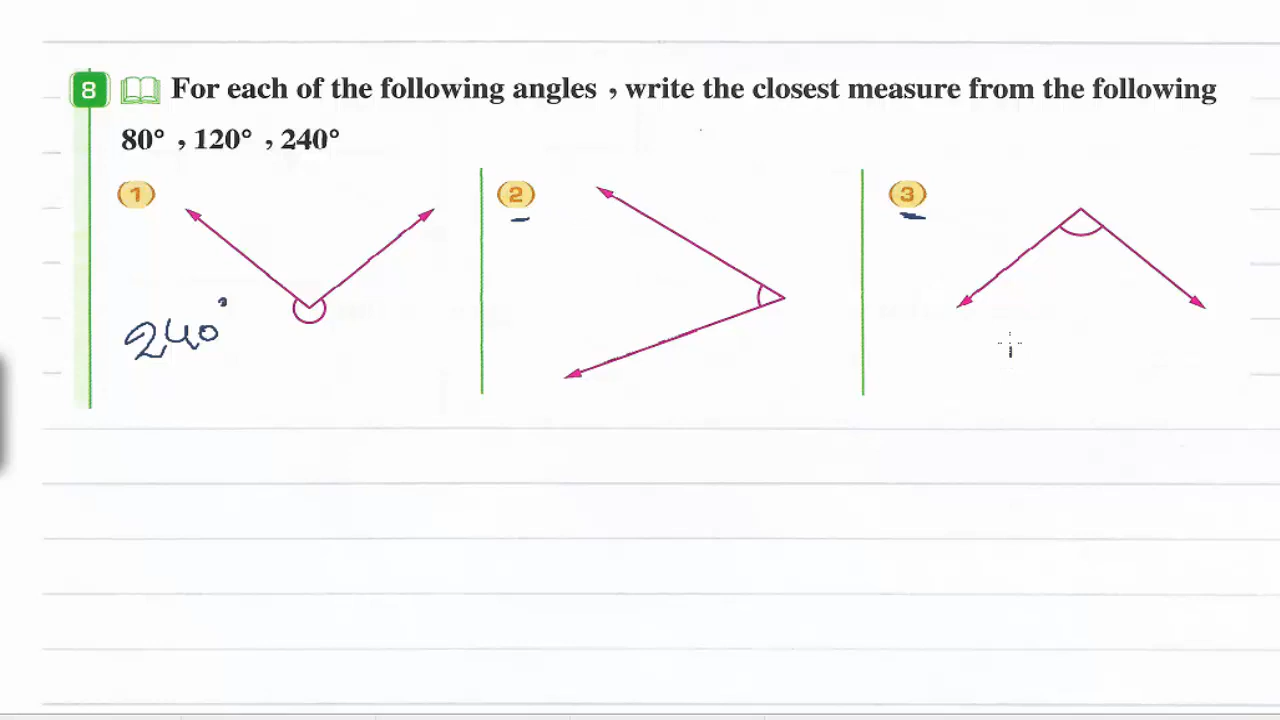 8 For each of the following angles , write the closest measure from the following
80° , 120° , 240°
1 2 3
240°